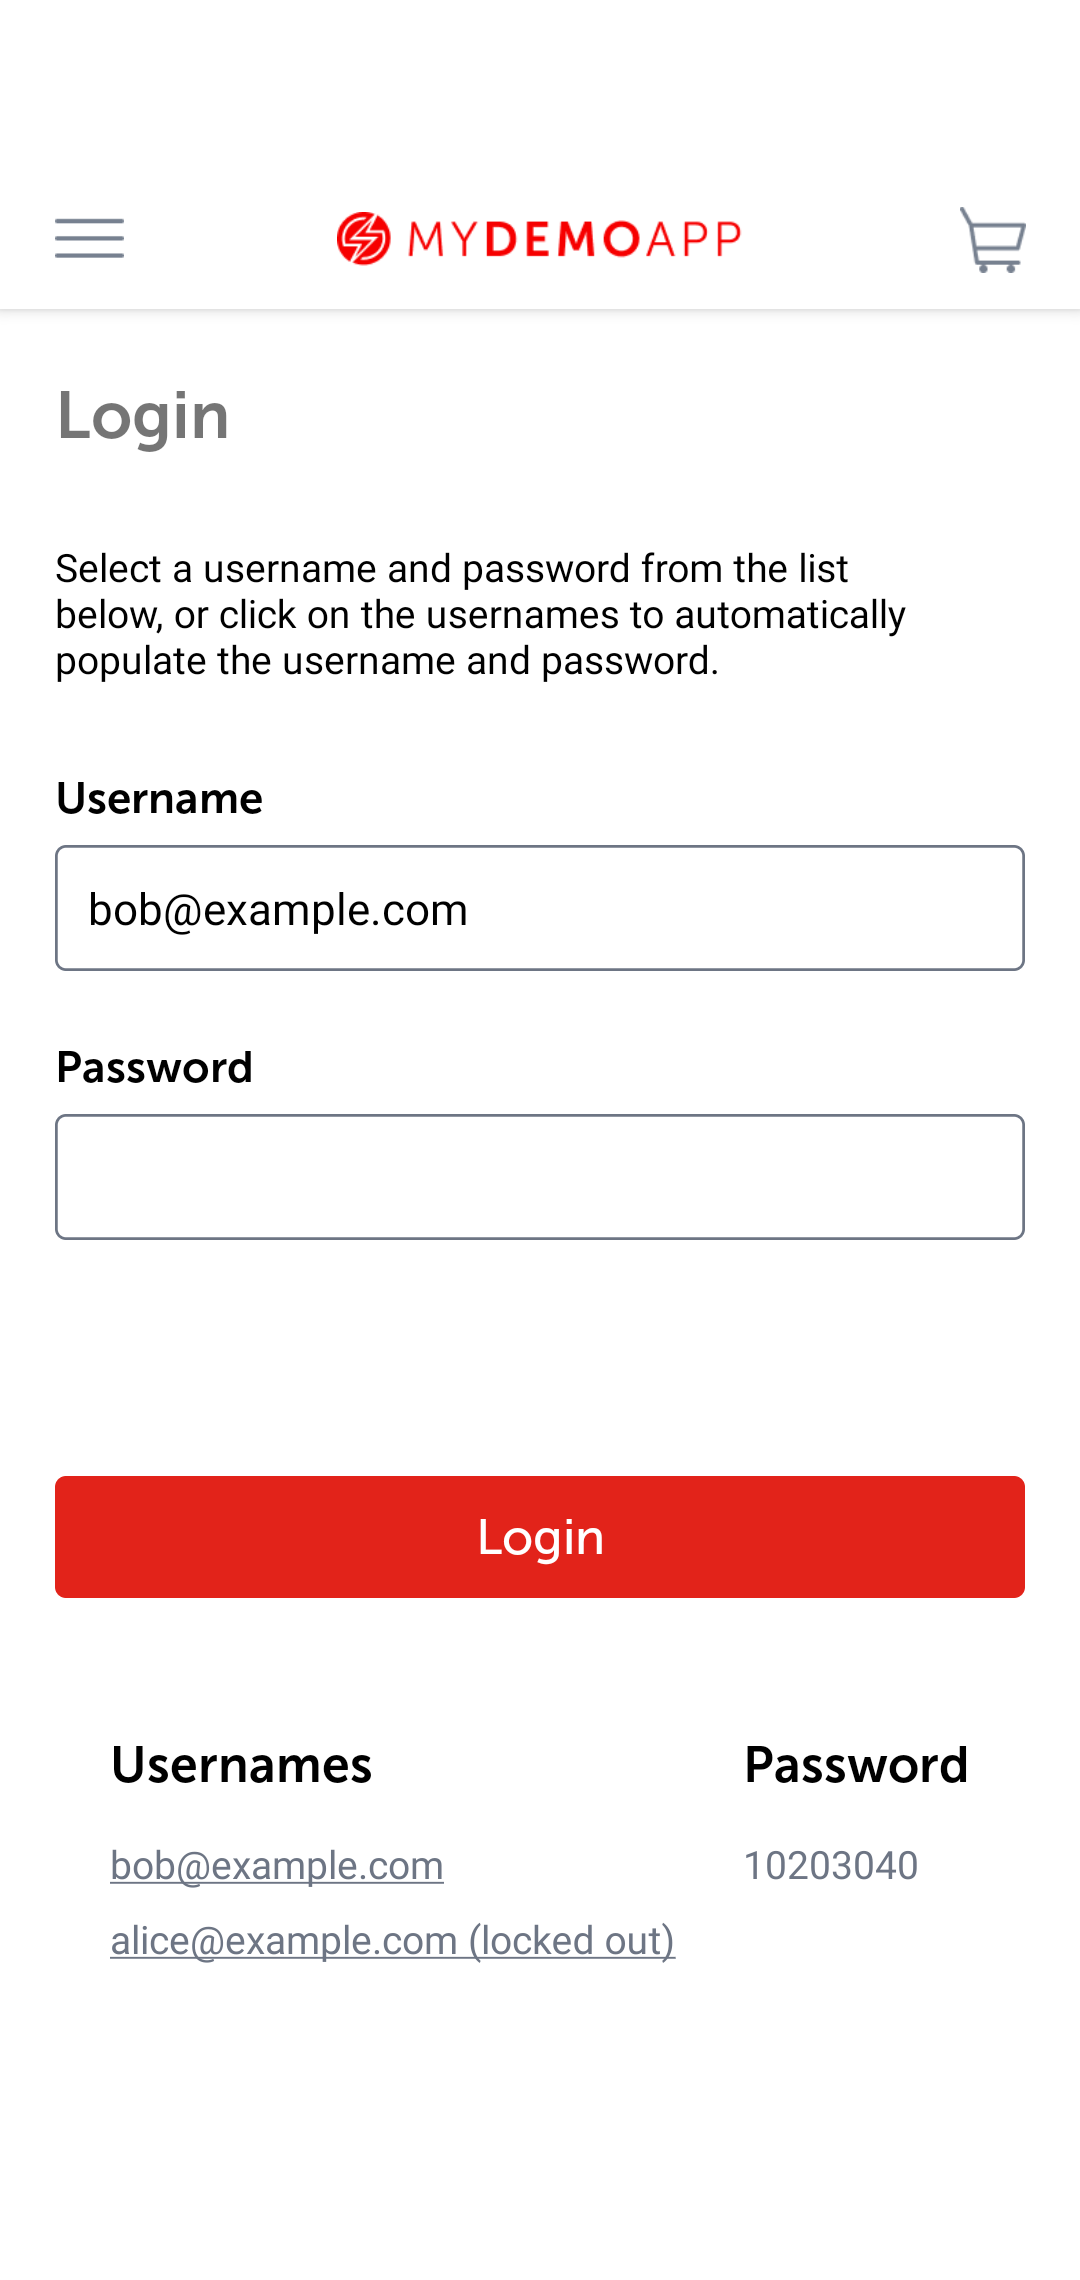 MYDEMOAPP
Login
Select a username and password from the list
below, or click on the usernames to automatically
populate the username and password.
Username
bob@example.com
Password
Login
Usernames Password
bob@example.com 10203040
alice@example.com (locked out)